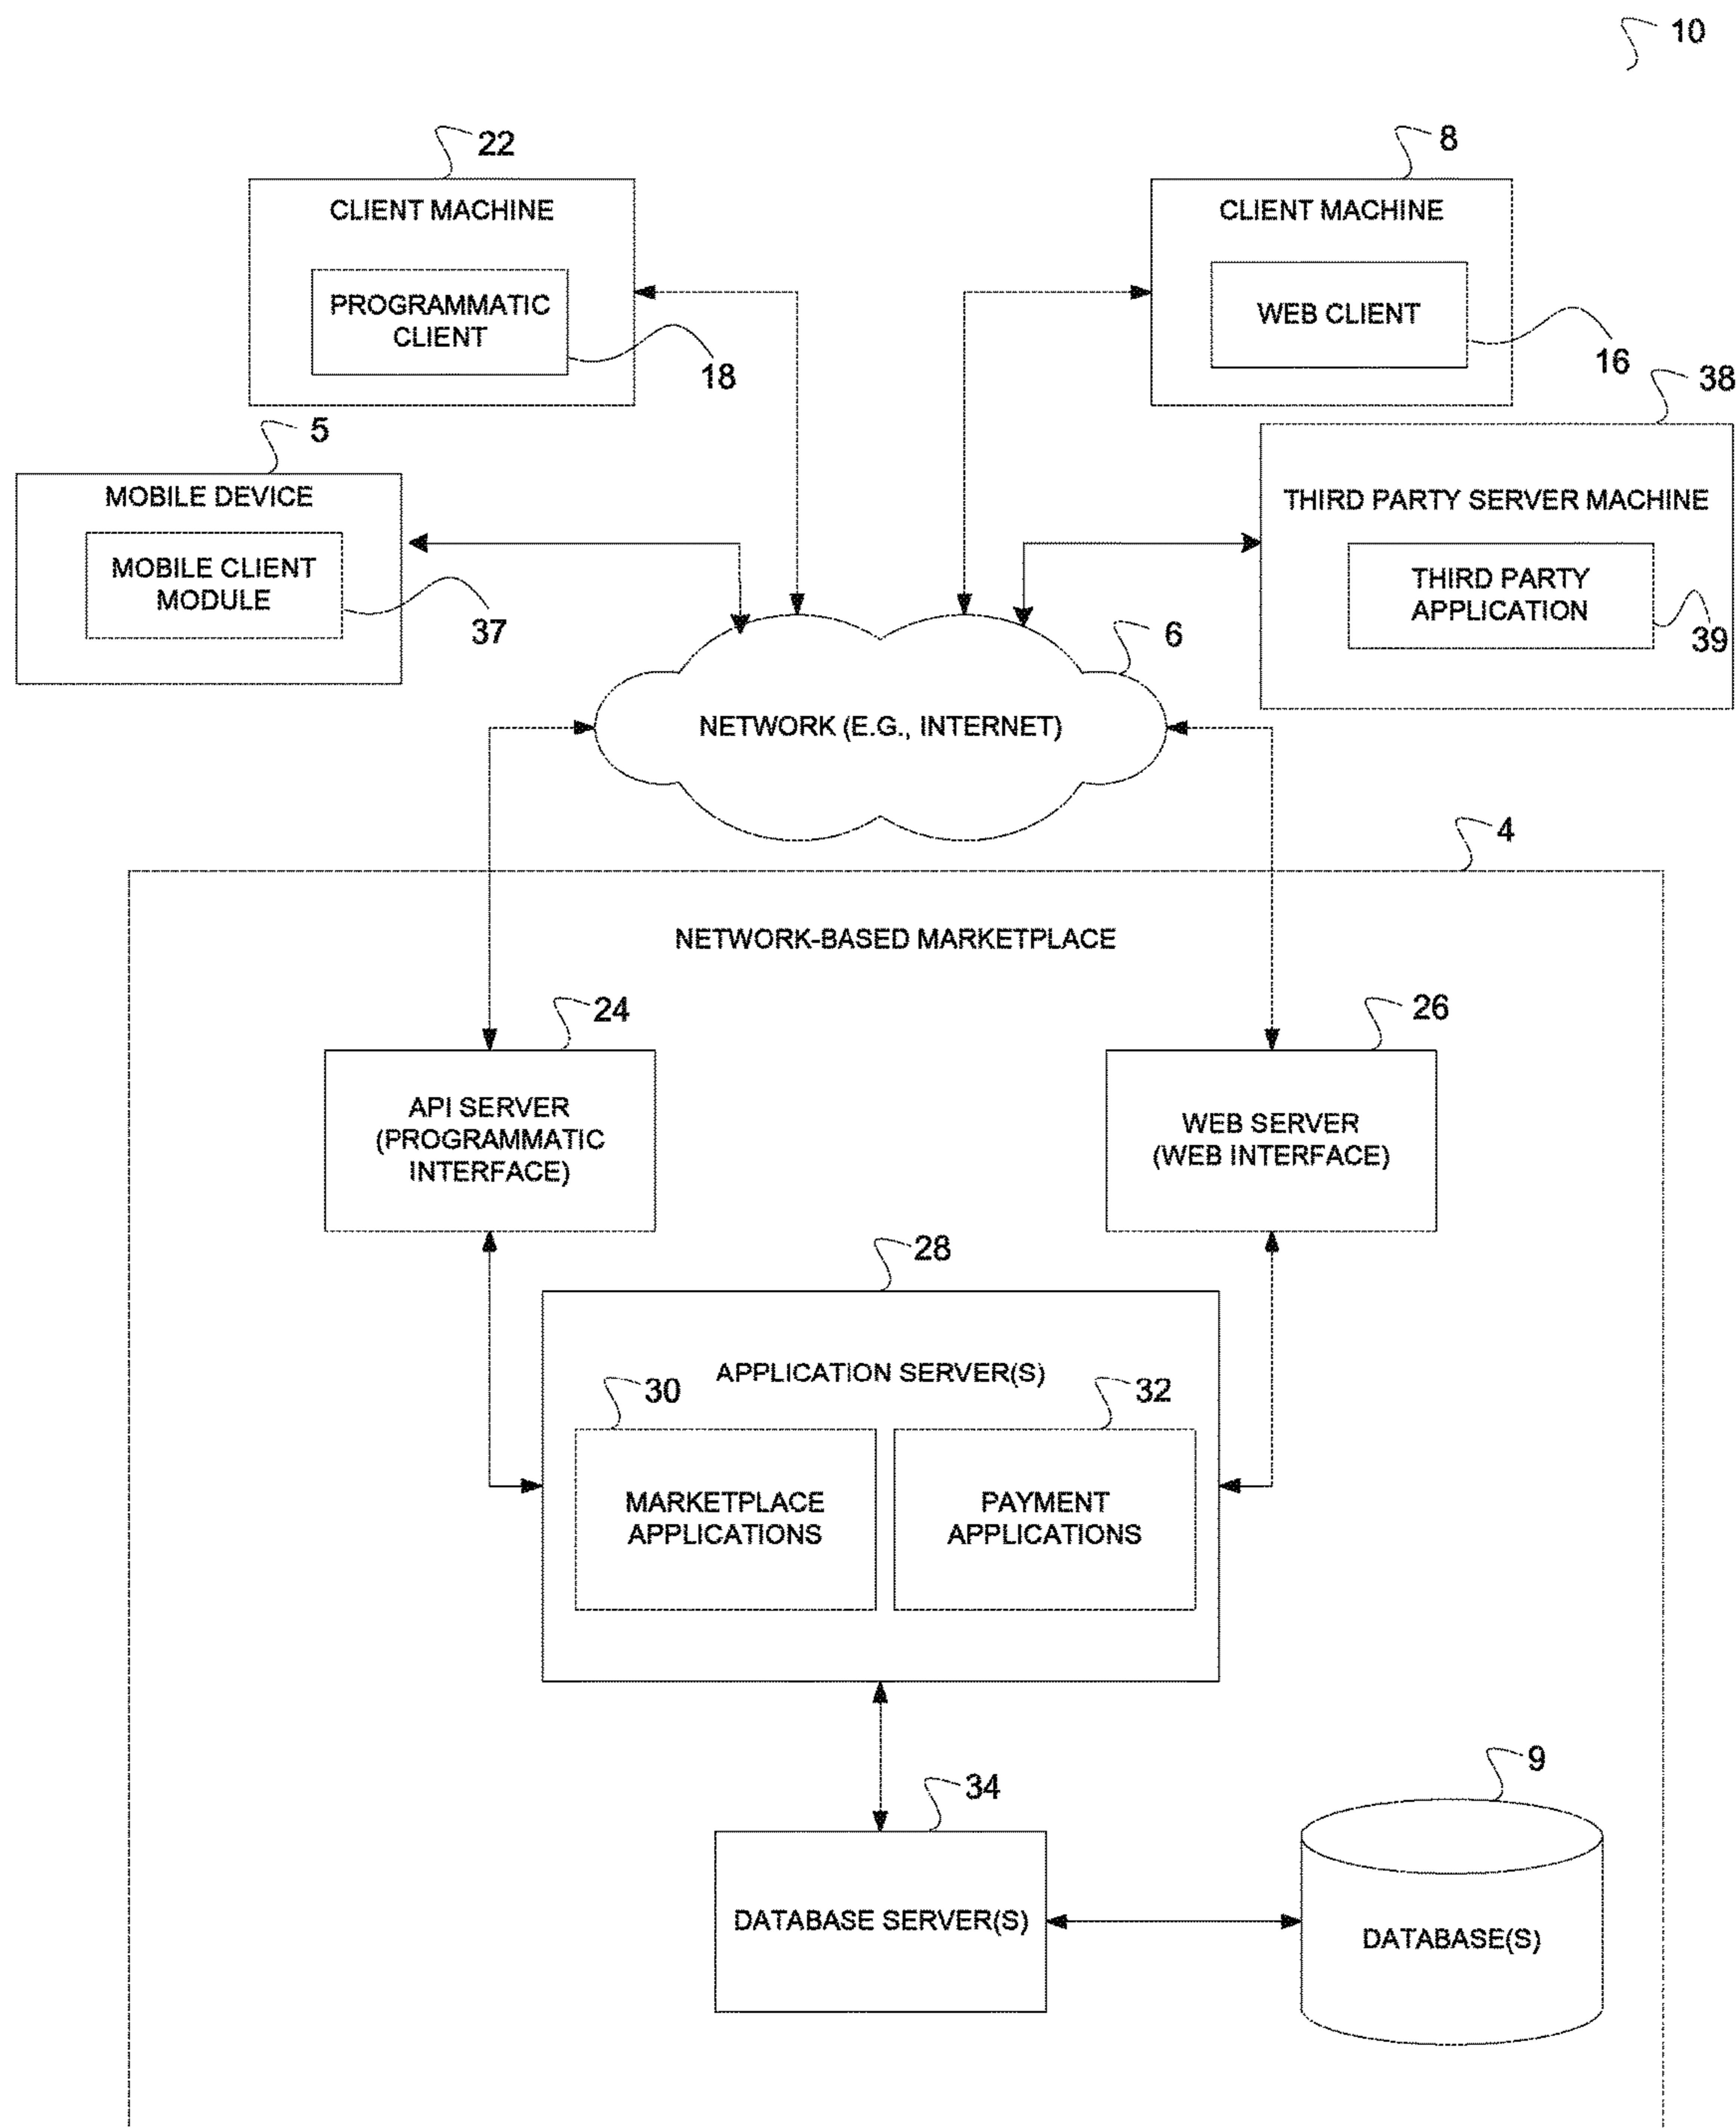 10
22
8
CLIENT MACHINE
PROGRAMMATIC
CLIENT
18
CLIENT MACHINE
WEB CLIENT
16
38
5
MOBILE DEVICE
MOBILE CLIENT
MODULE
37
THIRD PARTY SERVER MACHINE
THIRD PARTY
APPLICATION
39
6
NETWORK (E.G., INTERNET)
4
NETWORK-BASED MARKETPLACE
24
26
API SERVER
(PROGRAMMATIC
INTERFACE)
WEB SERVER
(WEB INTERFACE)
28
APPLICATION SERVER(S)
30
32
MARKETPLACE
APPLICATIONS
PAYMENT
APPLICATIONS
34
9
DATABASE SERVER(S)
DATABASE(S)